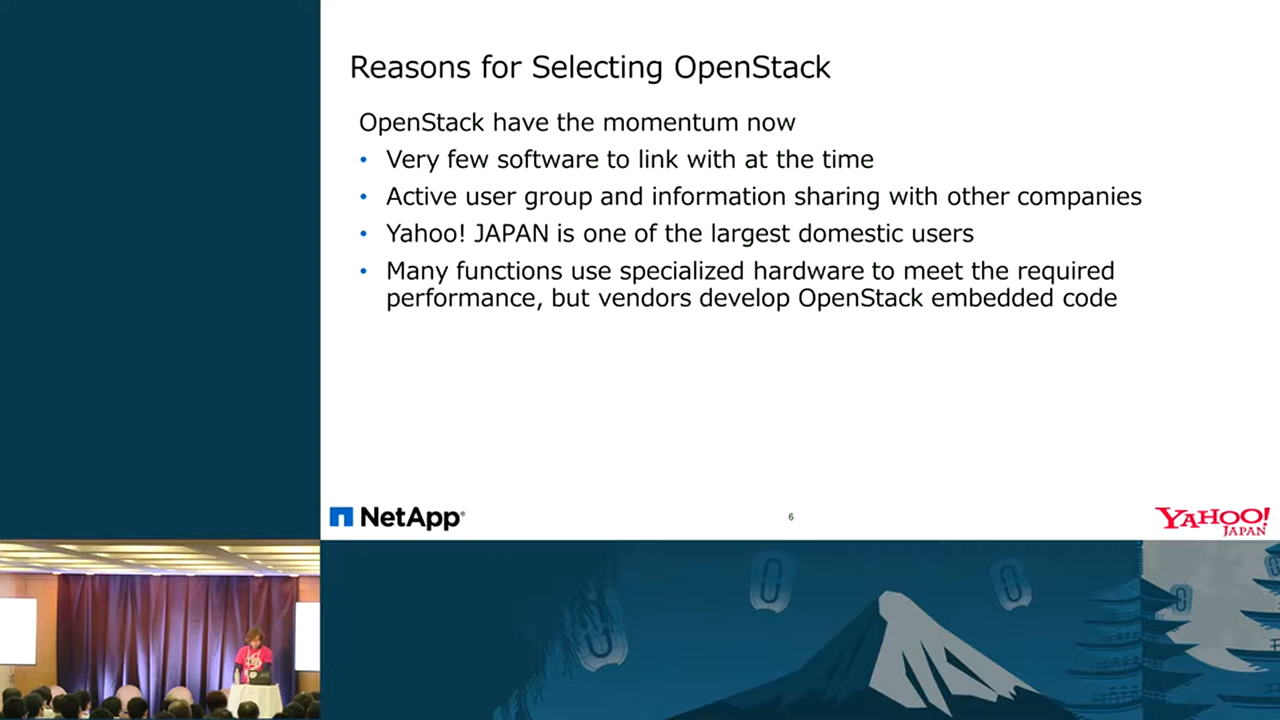 Reasons for Selecting OpenStack
OpenStack have the momentum now
• Very few software to link with at the time
• Active user group and information sharing with other companies
• Yahoo! JAPAN is one of the largest domestic users
• Many functions use specialized hardware to meet the required
performance, but vendors develop OpenStack embedded code
NetApp®
6
YAHOO!
JAPAN